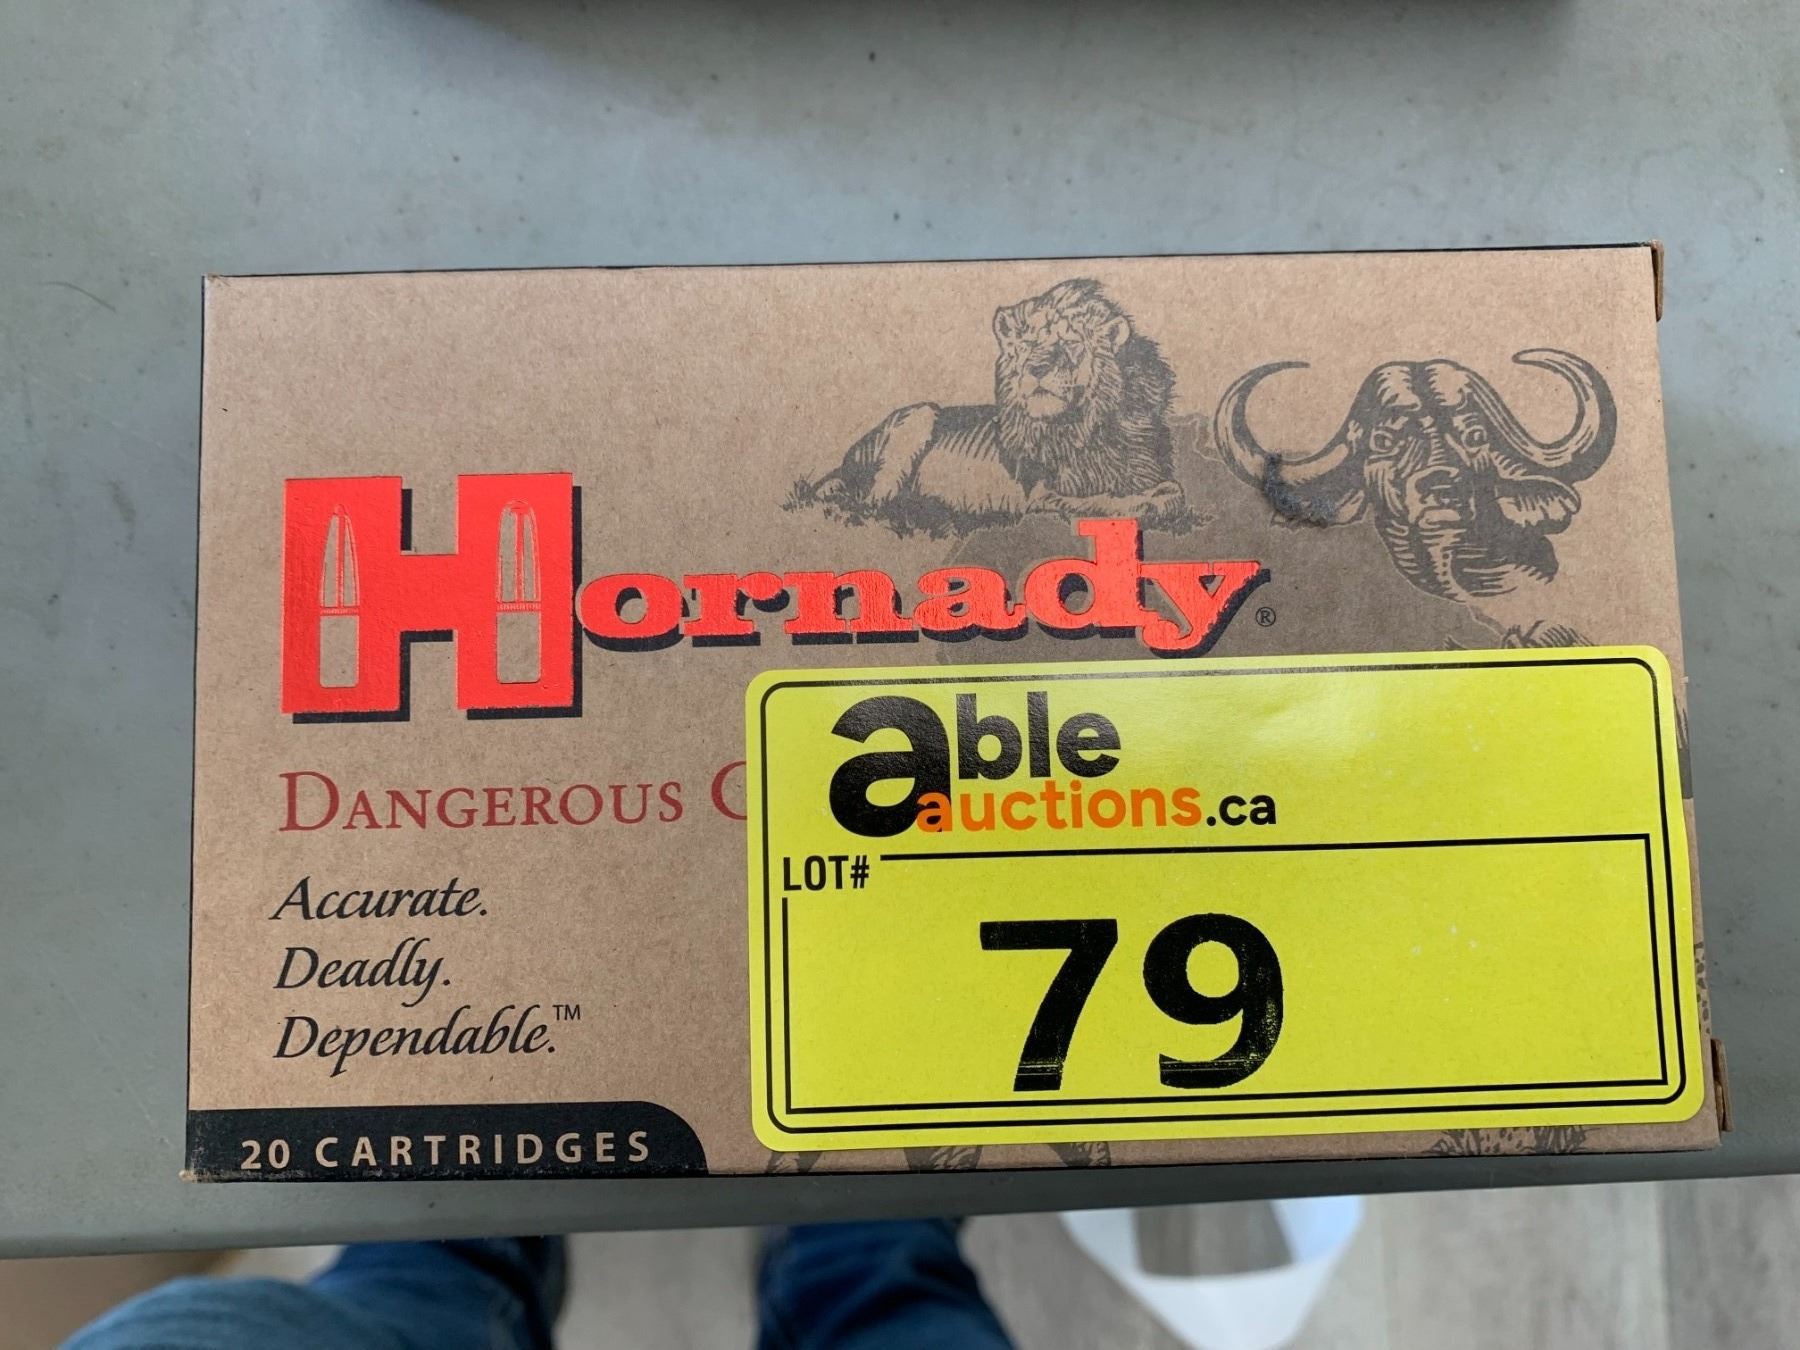 Hornady®
DANGEROUS
Accurate.
Deadly.
Dependable.™
20 CARTRIDGES
able
auctions.ca
LOT#
79